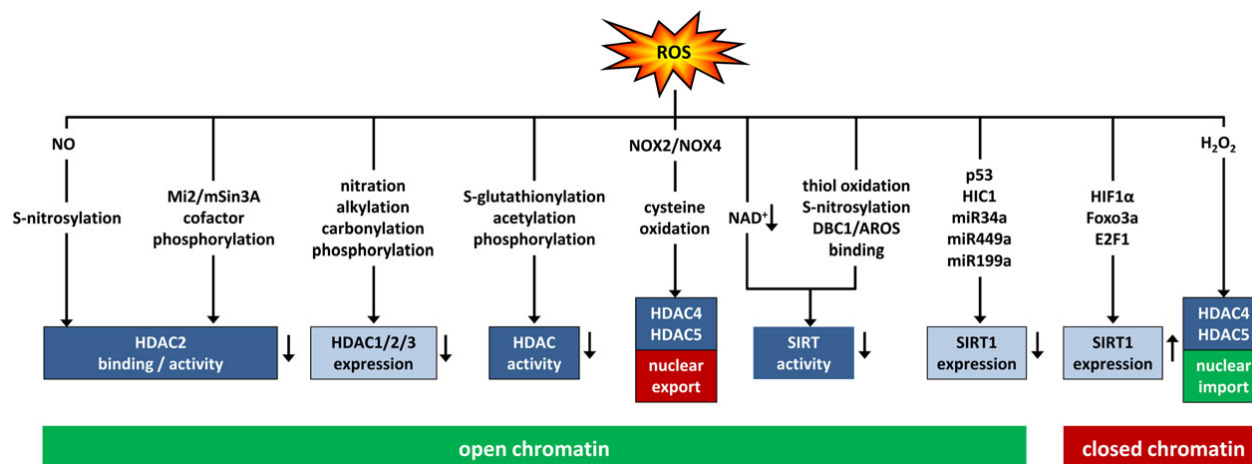 ROS
NO
S-nitrosylation
Mi2/mSin3A
cofactor
phosphorylation
nitration
alkylation
carbonylation
phosphorylation
S-glutathionylation
acetylation
phosphorylation
NOX2/NOX4
cysteine
oxidation
NAD⁺
thiol oxidation
S-nitrosylation
DBC1/AROS
binding
p53
HIC1
miR34a
miR449a
miR199a
HIF1α
Foxo3a
E2F1
H₂O₂
HDAC2
binding / activity
HDAC1/2/3
expression
HDAC
activity
HDAC4
HDAC5
nuclear
export
SIRT
activity
SIRT1
expression
SIRT1
expression
HDAC4
HDAC5
nuclear
import
open chromatin
closed chromatin